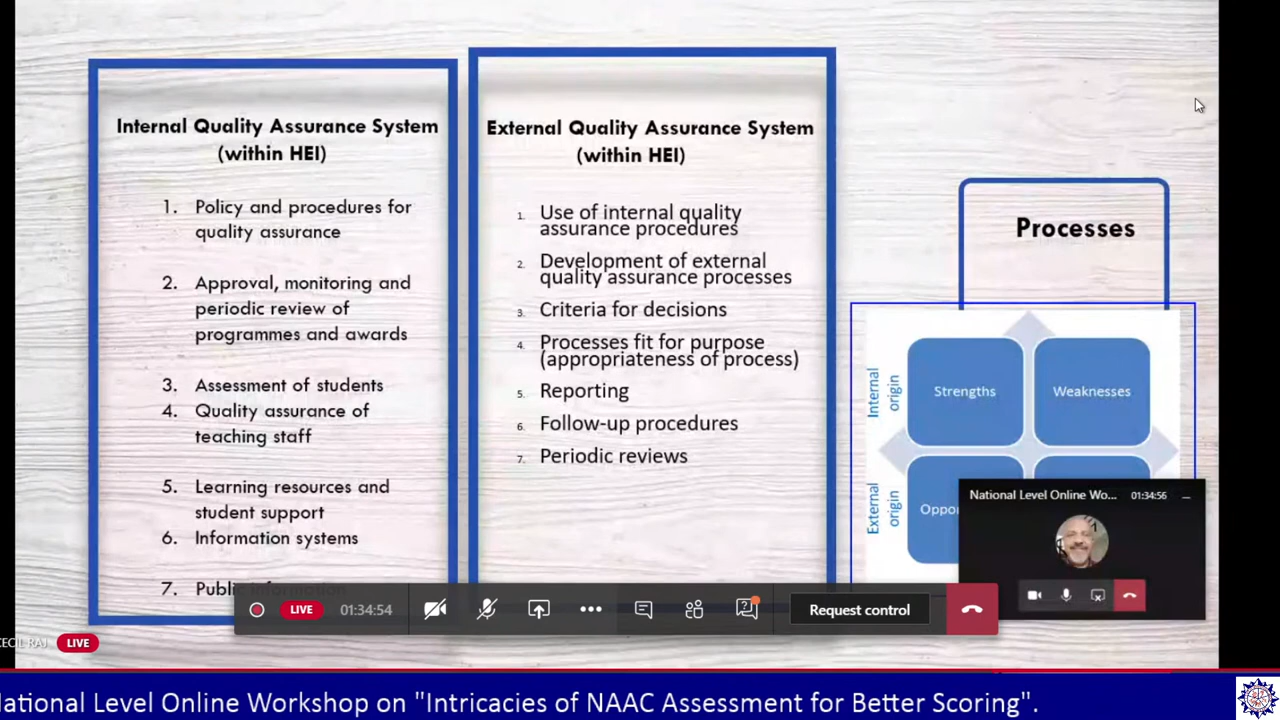 Internal Quality Assurance System
(within HEI)
1. Policy and procedures for
quality assurance
2. Approval, monitoring and
periodic review of
programmes and awards
3. Assessment of students
4. Quality assurance of
teaching staff
5. Learning resources and
student support
6. Information systems
7. Public information
External Quality Assurance System
(within HEI)
1. Use of internal quality
assurance procedures
2. Development of external
quality assurance processes
3. Criteria for decisions
4. Processes fit for purpose
(appropriateness of process)
5. Reporting
6. Follow-up procedures
7. Periodic reviews
Processes
Internal
origin
Strengths
Weaknesses
External
origin
Oppo
National Level Online Wo... 01:34:56
LIVE 01:34:54
Request control
CECIL RAJ LIVE
National Level Online Workshop on "Intricacies of NAAC Assessment for Better Scoring".